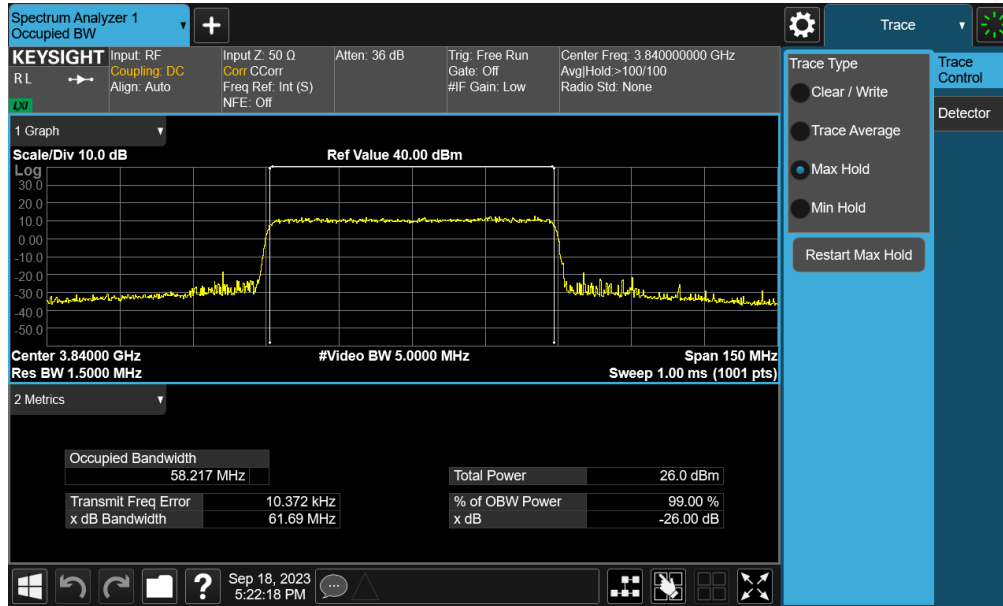 Spectrum Analyzer 1
Occupied BW
+
Trace
KEYSIGHT
R L
LXI
Input: RF
Coupling: DC
Align: Auto
Input Z: 50 Ω
Corr CCorr
Freq Ref: Int (S)
NFE: Off
Atten: 36 dB
Trig: Free Run
Gate: Off
#IF Gain: Low
Center Freq: 3.840000000 GHz
Avg|Hold:>100/100
Radio Std: None
Trace Type
Clear / Write
Trace Average
Max Hold
Min Hold
Restart Max Hold
Trace
Control
Detector
1 Graph
Scale/Div 10.0 dB
Ref Value 40.00 dBm
Log
30.0
20.0
10.0
0.00
-10.0
-20.0
-30.0
-40.0
-50.0
Center 3.84000 GHz
#Video BW 5.0000 MHz
Span 150 MHz
Res BW 1.5000 MHz
Sweep 1.00 ms (1001 pts)
2 Metrics
Occupied Bandwidth
58.217 MHz
Total Power 26.0 dBm
Transmit Freq Error 10.372 kHz
% of OBW Power 99.00 %
x dB Bandwidth 61.69 MHz
x dB -26.00 dB
?
Sep 18, 2023
5:22:18 PM